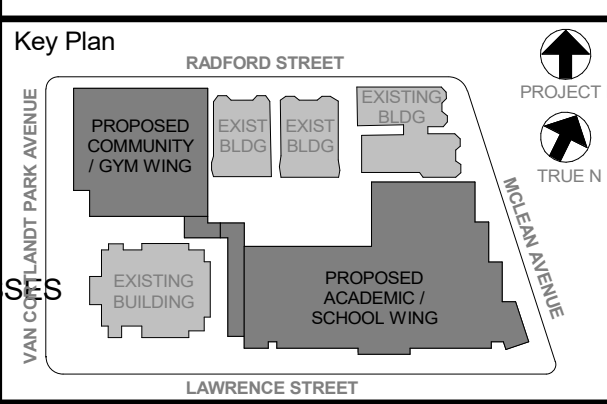 Key Plan
RADFORD STREET
PROJECT
TRUE N
VAN CORTLANDT PARK AVENUE
PROPOSED
COMMUNITY
/ GYM WING
EXIST
BLDG
EXIST
BLDG
EXISTING
BLDG
MCLEAN AVENUE
SSES
EXISTING
BUILDING
PROPOSED
ACADEMIC /
SCHOOL WING
LAWRENCE STREET